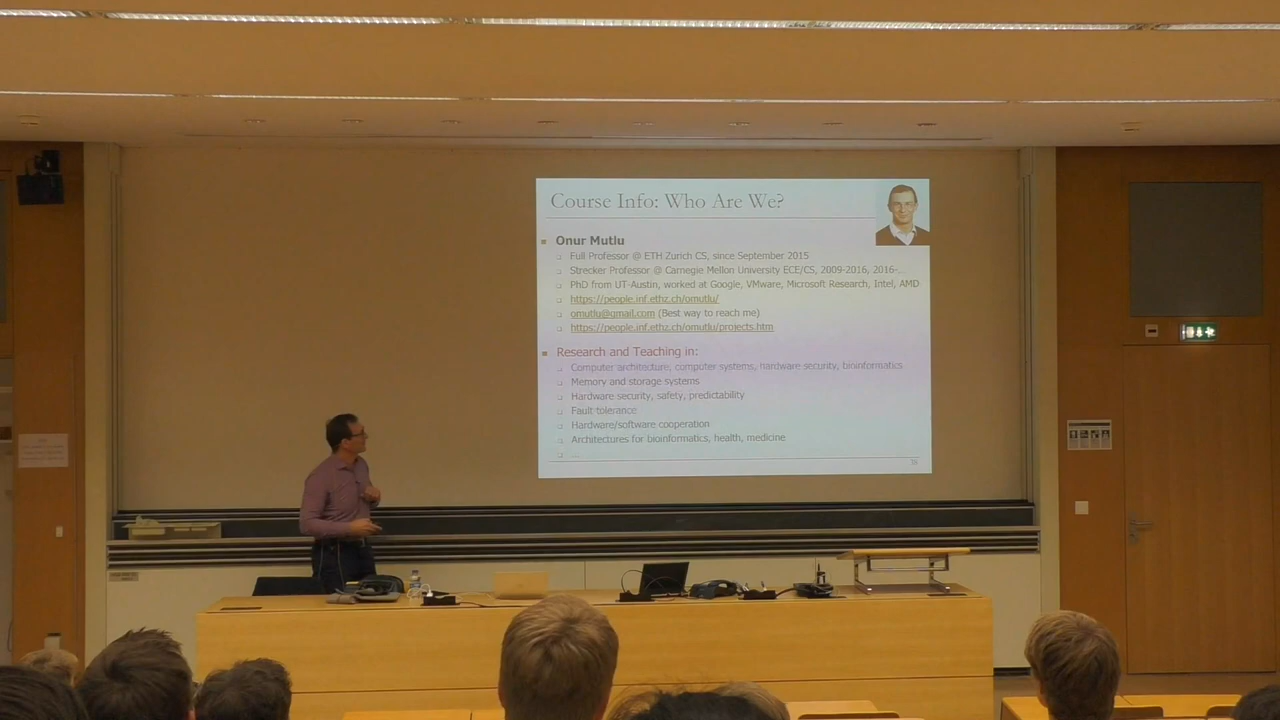 Course Info: Who Are We?
Onur Mutlu
Full Professor @ ETH Zurich CS, since September 2015
Strecker Professor @ Carnegie Mellon University ECE/CS, 2009-2016, 2016-...
PhD from UT-Austin, worked at Google, VMware, Microsoft Research, Intel, AMD
https://people.inf.ethz.ch/omutlu/
omutlu@gmail.com (Best way to reach me)
https://people.inf.ethz.ch/omutlu/projects.htm
Research and Teaching in:
Computer architecture, computer systems, hardware security, bioinformatics
Memory and storage systems
Hardware security, safety, predictability
Fault tolerance
Hardware/software cooperation
Architectures for bioinformatics, health, medicine
...